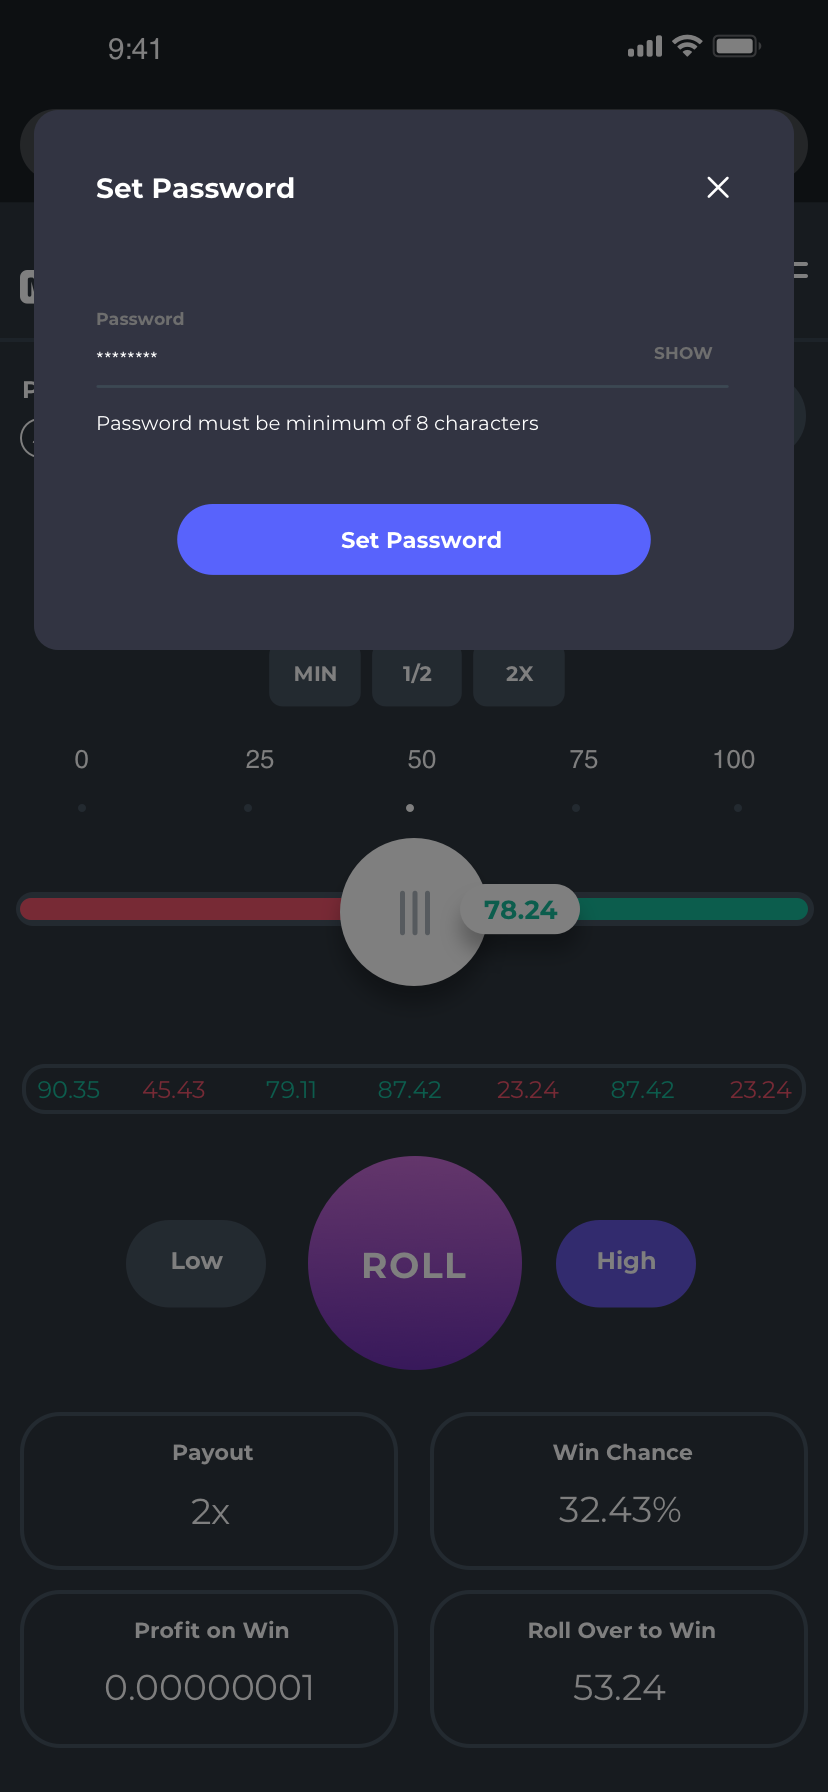 9:41
Set Password
Password
******** SHOW
Password must be minimum of 8 characters
Set Password
MIN 1/2 2X
0 25 50 75 100
78.24
90.35 45.43 79.11 87.42 23.24 87.42 23.24
Low ROLL High
Payout Win Chance
2x 32.43%
Profit on Win Roll Over to Win
0.00000001 53.24